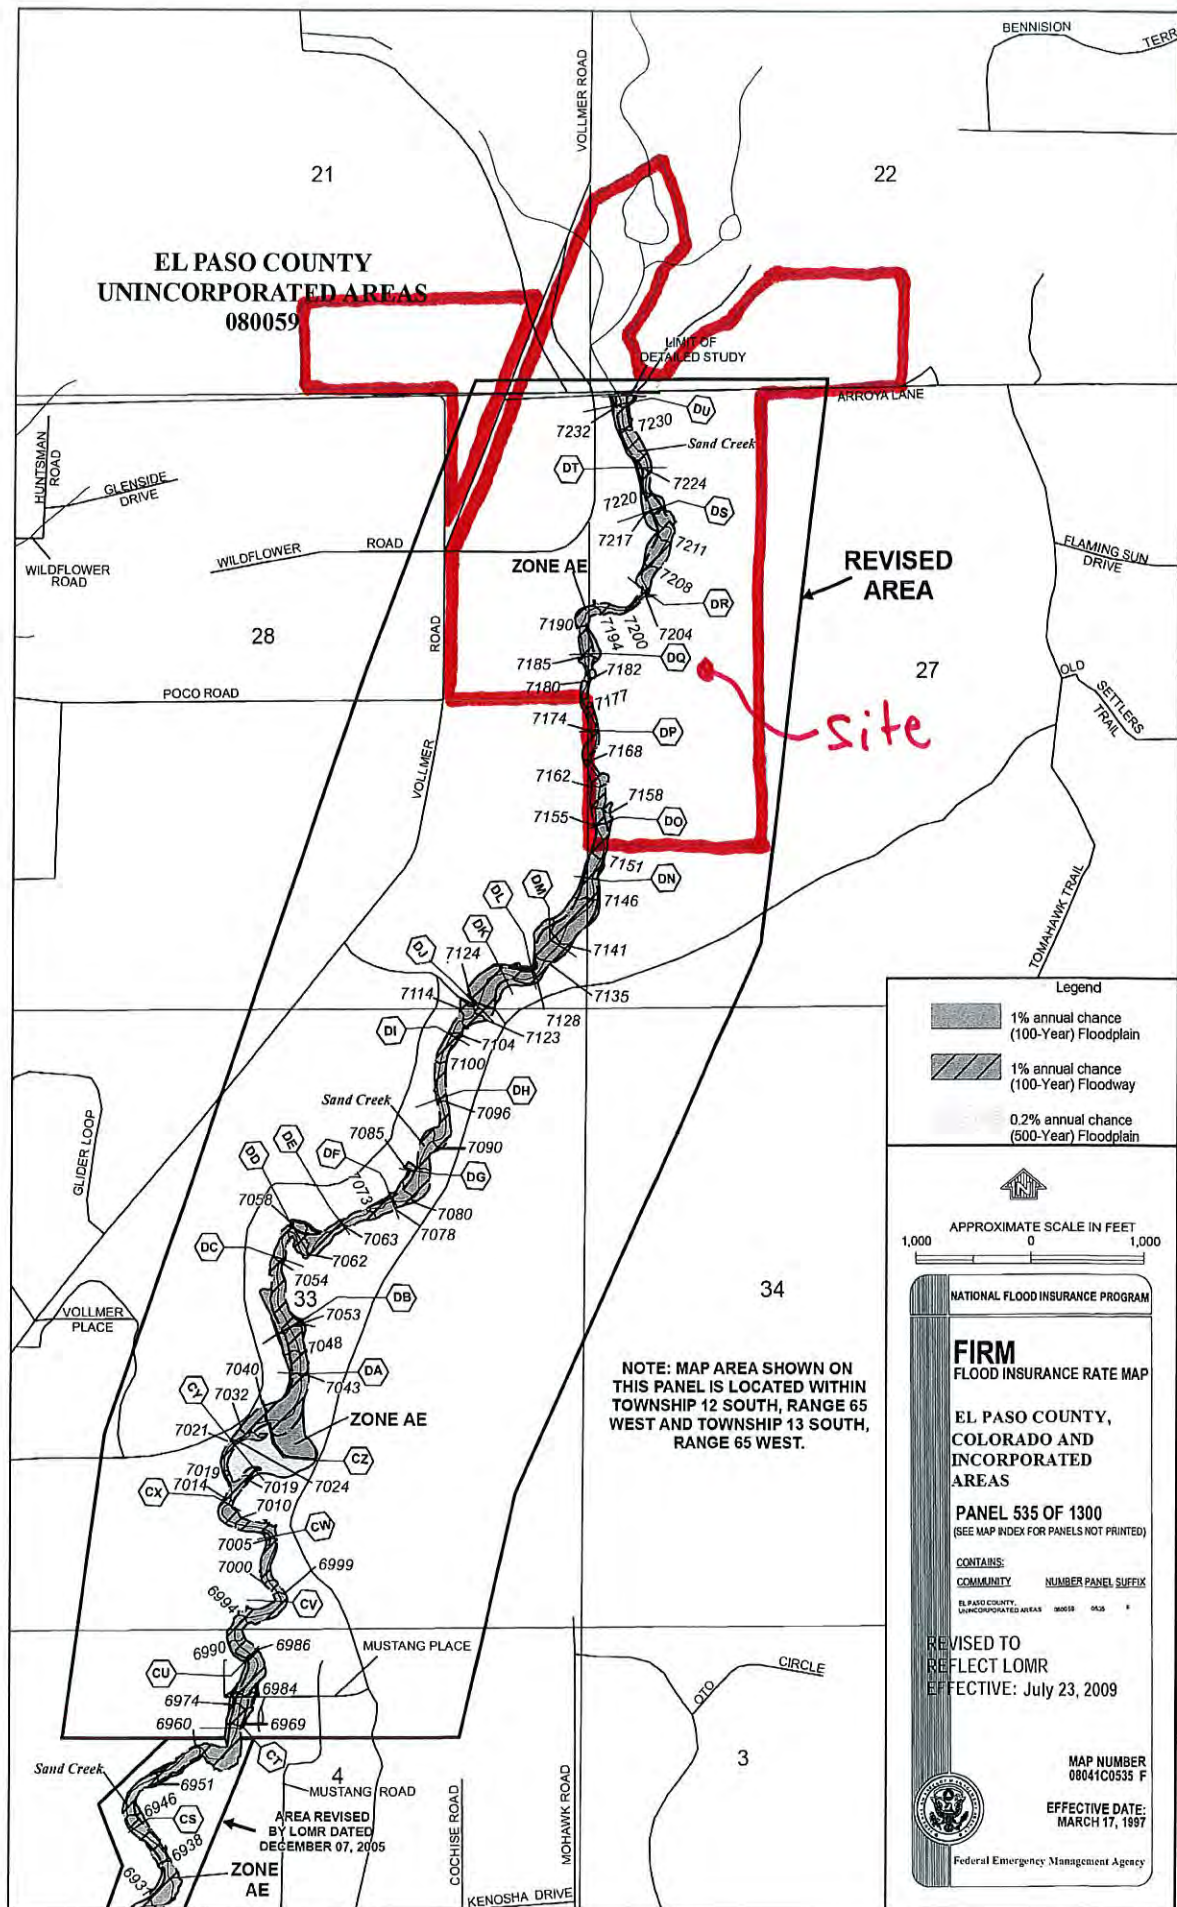 BENNISION
TERR
VOLLMER ROAD
21
22
EL PASO COUNTY
UNINCORPORATED AREAS
080059
LIMIT OF
DETAILED STUDY
ARROYA LANE
DU
7232
7230
Sand Creek
HUNTSMAN
ROAD
GLENSIDE
DRIVE
DT
7224
7220
DS
7217
7211
WILDFLOWER
ROAD
WILDFLOWER
ROAD
FLAMING SUN
DRIVE
ZONE AE
REVISED
AREA
7208
DR
7190
7194
7200
7204
28
ROAD
7185
7182
DQ
27
OLD
SETTLERS
TRAIL
7180
7177
POCO ROAD
7174
DP
site
7168
VOLLMER
7162
7158
7155
DO
7151
DN
DM
DL
7146
TOMAHAWK TRAIL
DK
DJ
7124
7141
7135
7114
7128
7123
DI
7104
7100
DH
7096
Sand Creek
7085
7090
DE
DF
DD
DG
7073
7058
7080
7078
7063
7062
GLIDER LOOP
DC
7054
33
DB
34
7053
VOLLMER
PLACE
7048
7040
DA
7043
CY
7032
ZONE AE
7021
CZ
7019
7019
7024
7014
CX
7010
CW
7005
7000
6999
6994
CV
6990
6986
MUSTANG PLACE
CU
6984
6974
6960
6969
CT
Sand Creek
6951
4
MUSTANG ROAD
6946
CS
AREA REVISED
BY LOMR DATED
DECEMBER 07, 2005
6938
6937
ZONE
AE
COCHISE ROAD
MOHAWK ROAD
KENOSHA DRIVE
OTO
CIRCLE
3
NOTE: MAP AREA SHOWN ON
THIS PANEL IS LOCATED WITHIN
TOWNSHIP 12 SOUTH, RANGE 65
WEST AND TOWNSHIP 13 SOUTH,
RANGE 65 WEST.
Legend
1% annual chance
(100-Year) Floodplain
1% annual chance
(100-Year) Floodway
0.2% annual chance
(500-Year) Floodplain
N
APPROXIMATE SCALE IN FEET
1,000 0 1,000
NATIONAL FLOOD INSURANCE PROGRAM
FIRM
FLOOD INSURANCE RATE MAP
EL PASO COUNTY,
COLORADO AND
INCORPORATED
AREAS
PANEL 535 OF 1300
(SEE MAP INDEX FOR PANELS NOT PRINTED)
CONTAINS:
COMMUNITY NUMBER PANEL SUFFIX
EL PASO COUNTY,
UNINCORPORATED AREAS 080059 0535 F
REVISED TO
REFLECT LOMR
EFFECTIVE: July 23, 2009
MAP NUMBER
08041C0535 F
EFFECTIVE DATE:
MARCH 17, 1997
Federal Emergency Management Agency